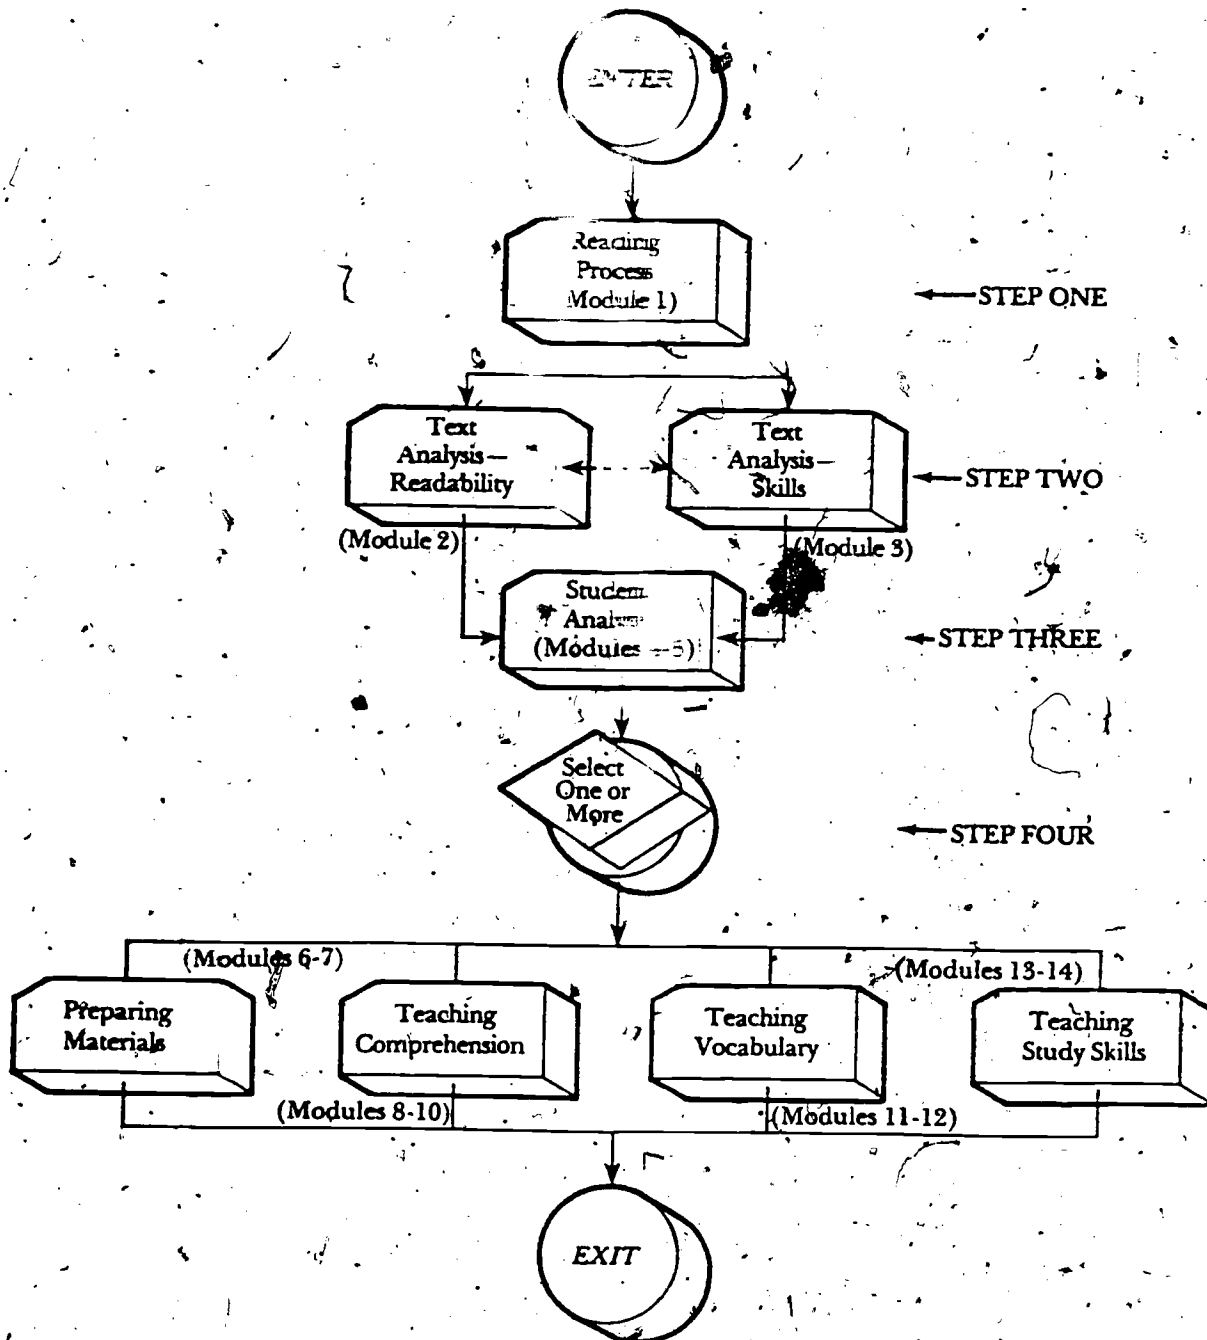 ENTER
Reading
Process
Module 1)
STEP ONE
Text
Analysis—
Readability
Text
Analysis—
Skills
STEP TWO
(Module 2)
(Module 3)
Student
(Modules
STEP THREE
Select
One or
More
STEP FOUR
(Modules 6-7)
(Modules 13-14)
Preparing
Materials
Teaching
Comprehension
Teaching
Vocabulary
Teaching
Study Skills
(Modules 8-10)
(Modules 11-12)
EXIT